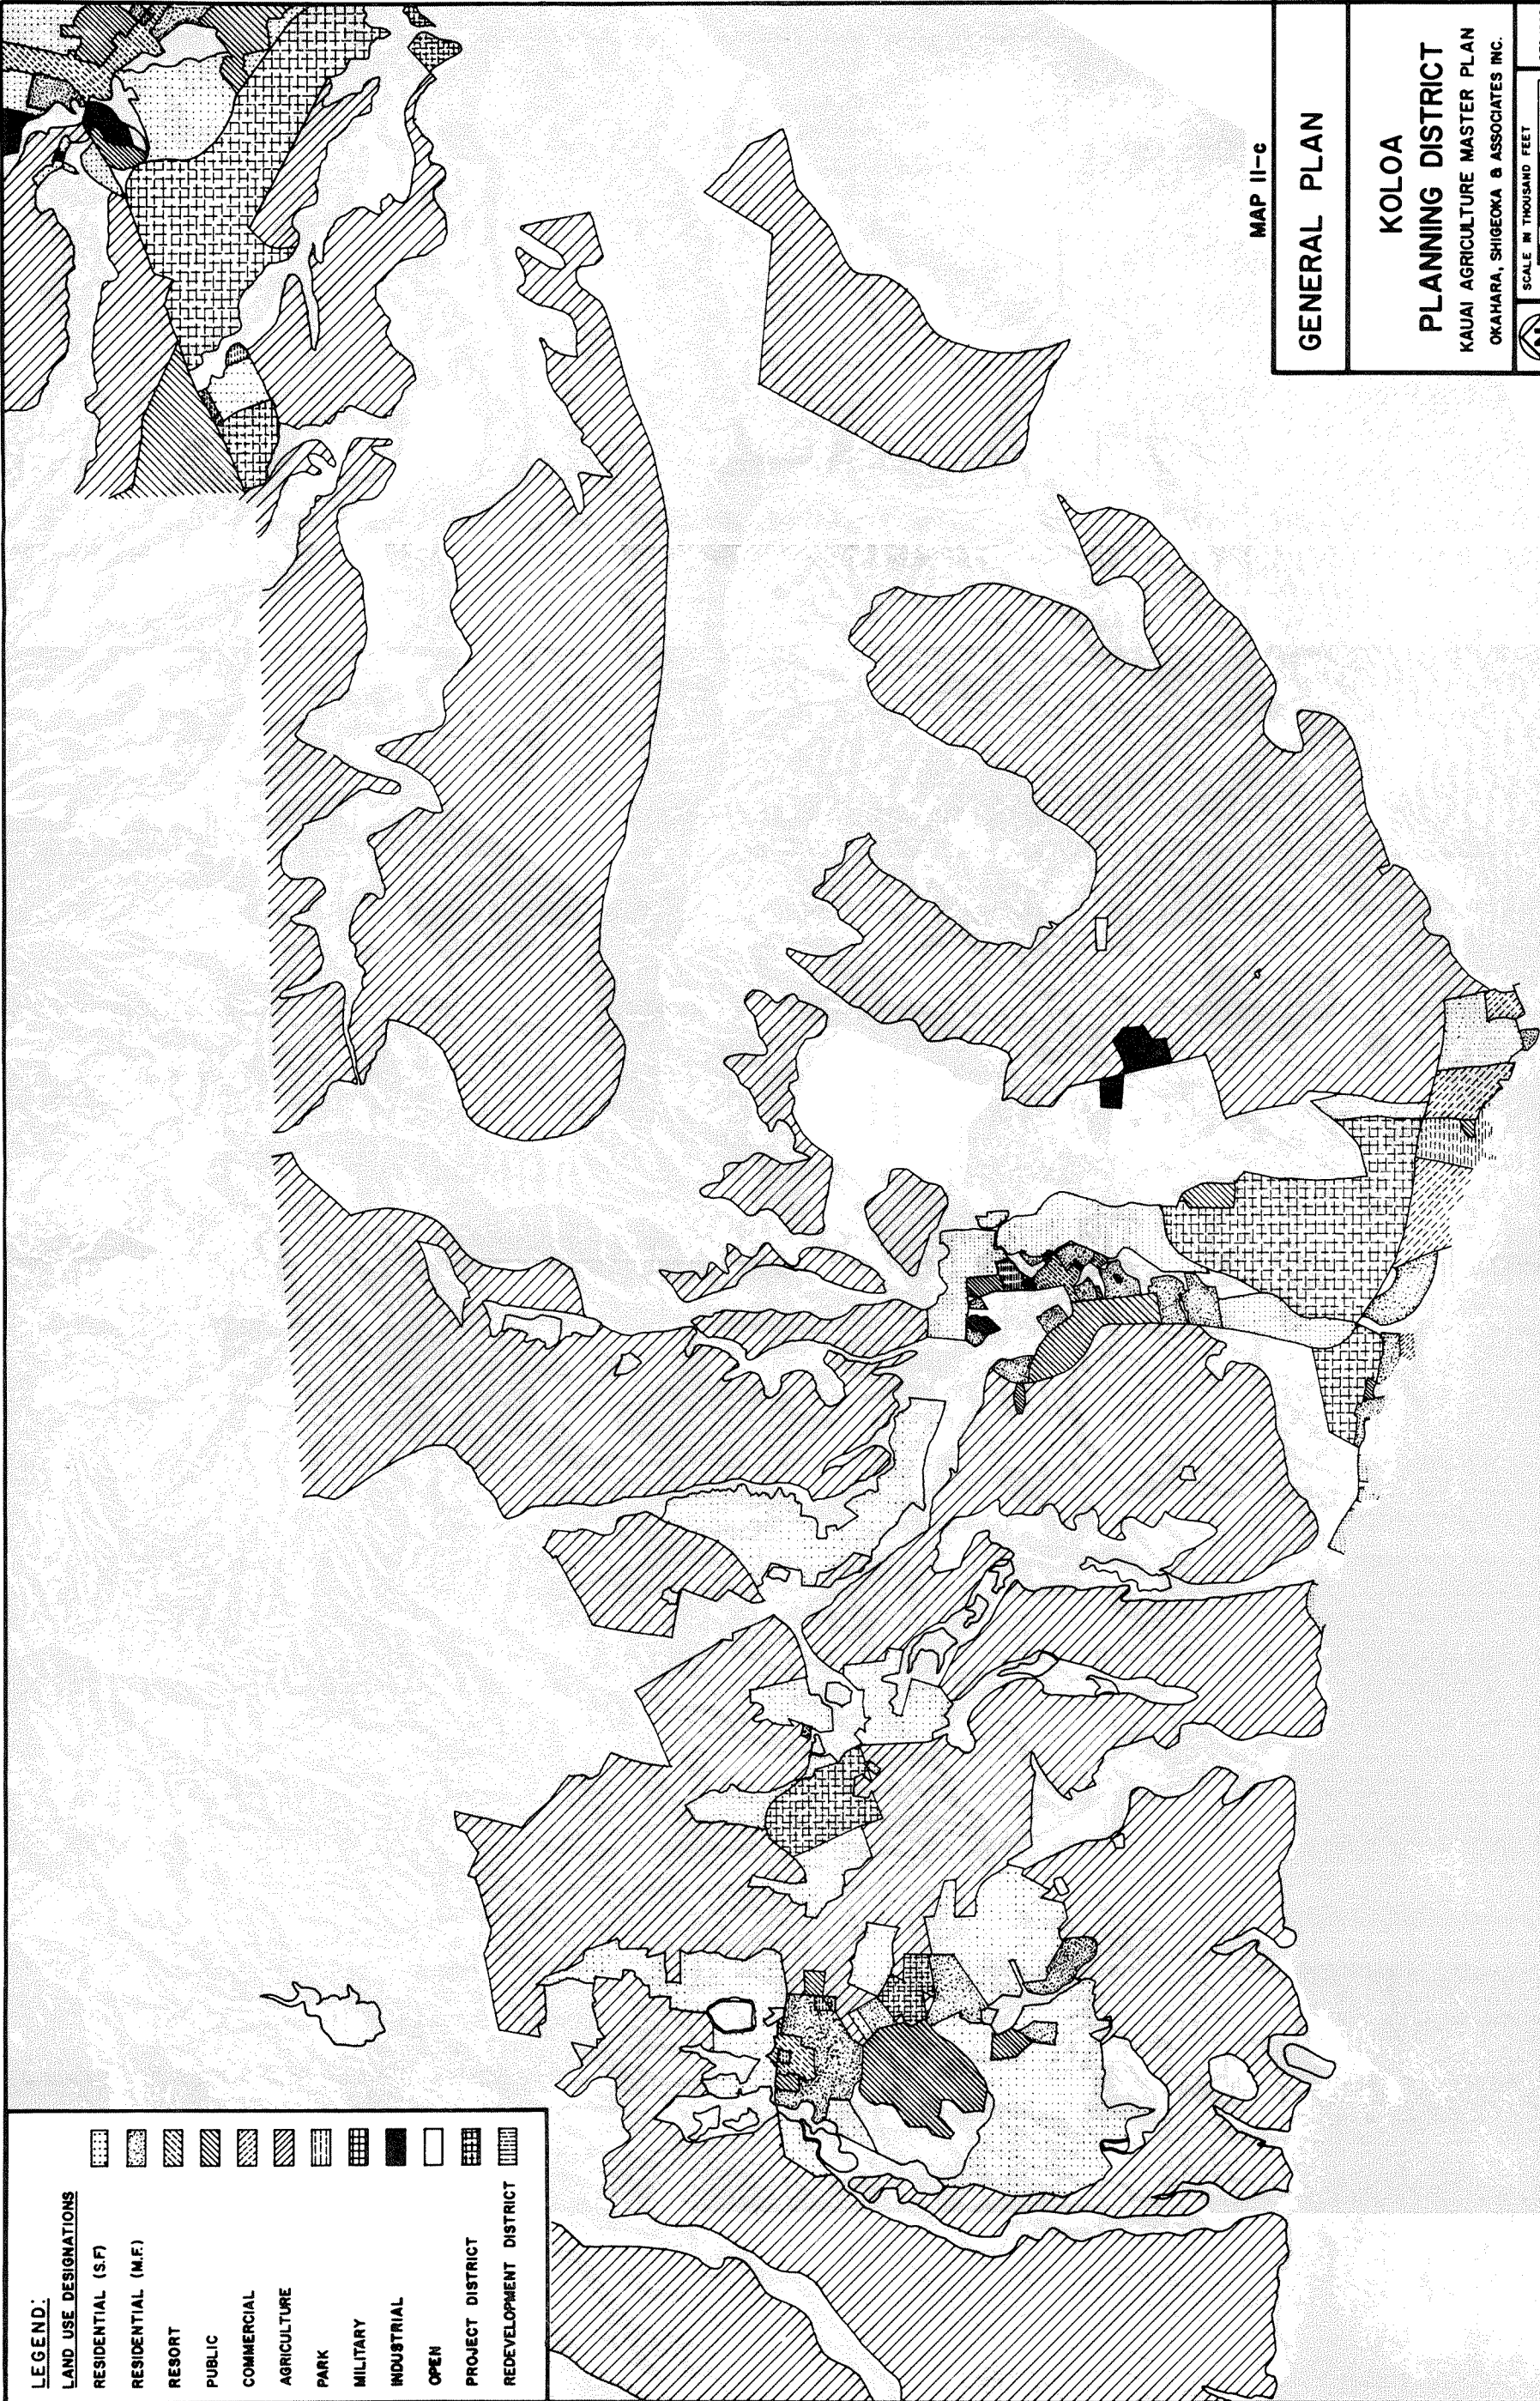 LEGEND:
LAND USE DESIGNATIONS
RESIDENTIAL (S.F)
RESIDENTIAL (M.F.)
RESORT
PUBLIC
COMMERCIAL
AGRICULTURE
PARK
MILITARY
INDUSTRIAL
OPEN
PROJECT DISTRICT
REDEVELOPMENT DISTRICT
MAP II-c
GENERAL PLAN
KOLOA
PLANNING DISTRICT
KAUAI AGRICULTURE MASTER PLAN
OKAHARA, SHIGEOKA & ASSOCIATES INC.
SCALE IN THOUSAND FEET